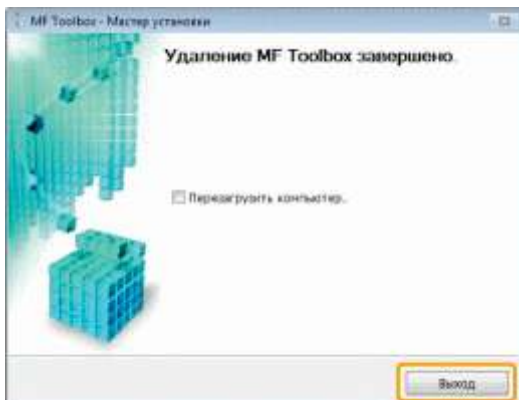 MF Toolbox - Мастер установки
Удаление MF Toolbox завершено.
Перезагрузить компьютер.
Выход